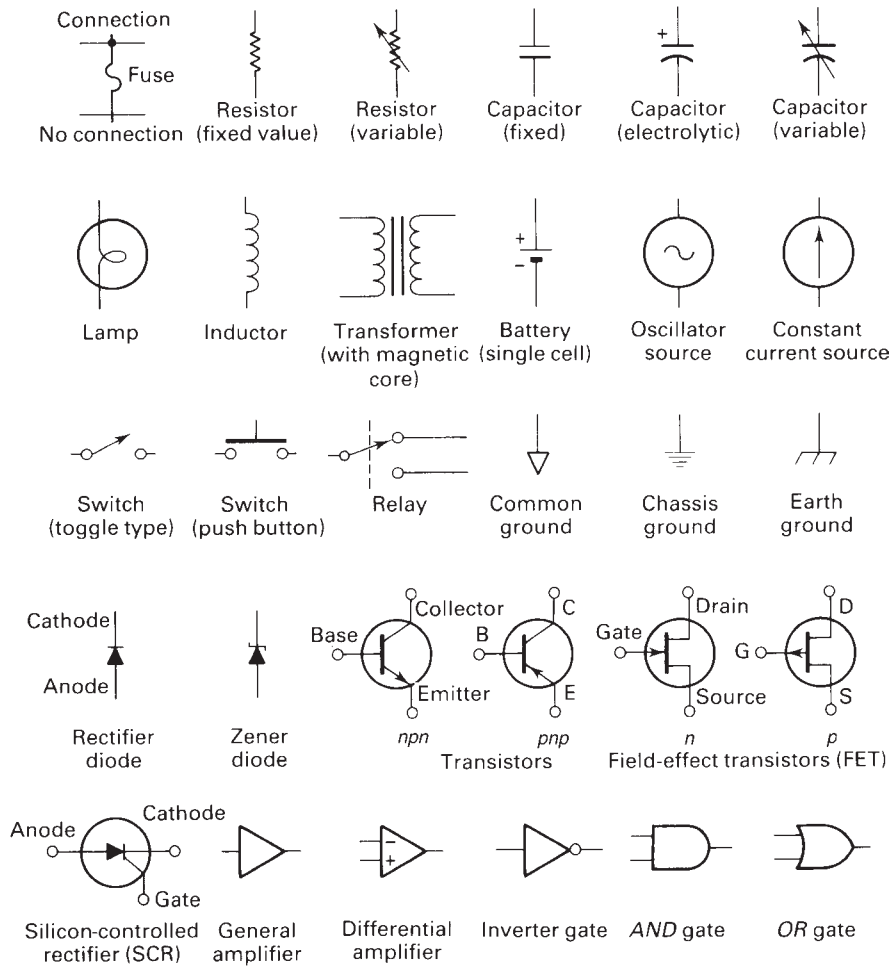 Connection
Fuse
No connection
Resistor
(fixed value)
Resistor
(variable)
Capacitor
(fixed)
+
Capacitor
(electrolytic)
Capacitor
(variable)
Lamp
Inductor
Transformer
(with magnetic
core)
+
−
Battery
(single cell)
Oscillator
source
Constant
current source
Switch
(toggle type)
Switch
(push button)
Relay
Common
ground
Chassis
ground
Earth
ground
Cathode
Anode
Rectifier
diode
Zener
diode
Collector
Base
Emitter
npn
C
B
E
pnp
Transistors
Drain
Gate
Source
n
D
G
S
p
Field-effect transistors (FET)
Cathode
Anode
Gate
Silicon-controlled
rectifier (SCR)
General
amplifier
−
+
Differential
amplifier
Inverter gate
AND gate
OR gate